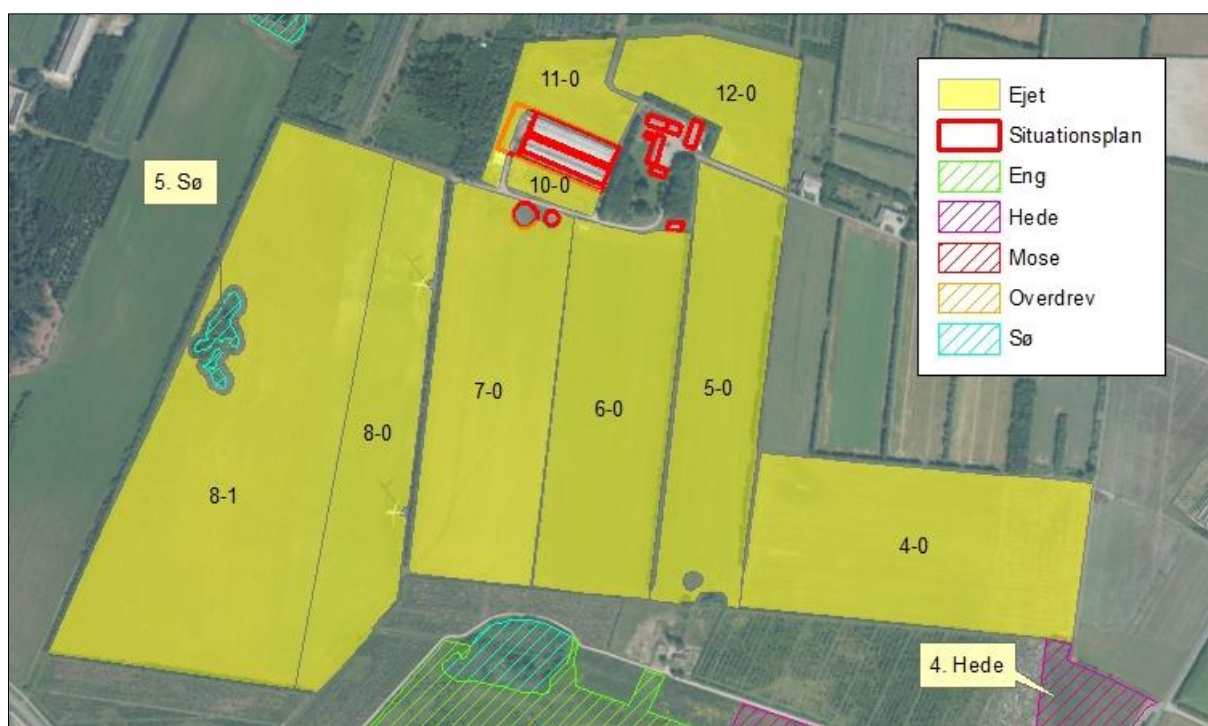 11-0
12-0
10-0
5. Sø
7-0
6-0
5-0
8-0
8-1
4-0
4. Hede
Ejet
Situationsplan
Eng
Hede
Mose
Overdrev
Sø